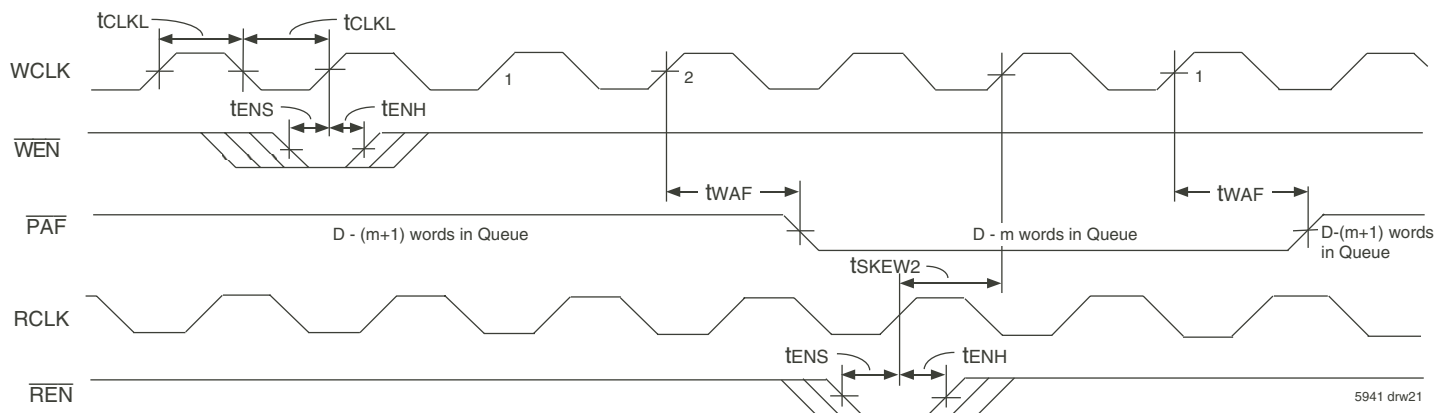 tCLKL
tCLKL
WCLK
1
2
1
tENS
tENH
WEN
tWAF
tWAF
PAF
D - (m+1) words in Queue
D - m words in Queue
D-(m+1) words
in Queue
tSKEW2
RCLK
tENS
tENH
REN
5941 drw21